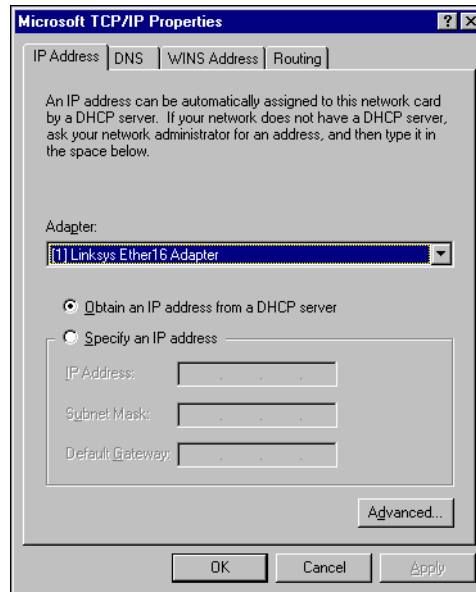 Microsoft TCP/IP Properties
IP Address DNS WINS Address Routing
An IP address can be automatically assigned to this network card
by a DHCP server. If your network does not have a DHCP server,
ask your network administrator for an address, and then type it in
the space below.
Adapter:
[1] Linksys Ether16 Adapter
Obtain an IP address from a DHCP server
Specify an IP address
IP Address:
Subnet Mask:
Default Gateway:
Advanced...
OK Cancel Apply